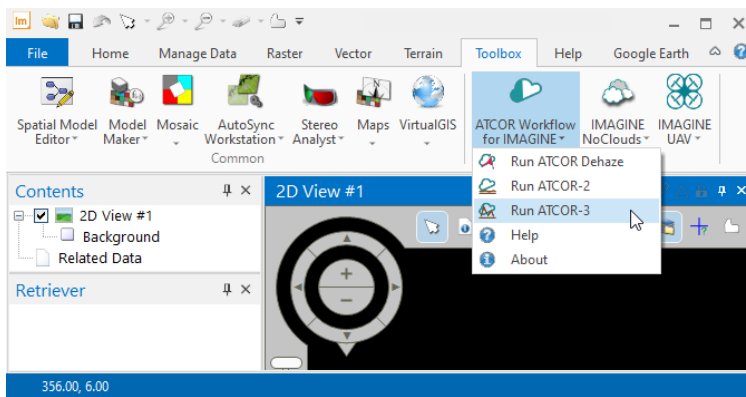 Im
File Home Manage Data Raster Vector Terrain Toolbox Help Google Earth
Spatial Model Editor
Model Maker
Mosaic
AutoSync Workstation
Stereo Analyst
Maps
VirtualGIS
ATCOR Workflow for IMAGINE
IMAGINE NoClouds
IMAGINE UAV
Common
Run ATCOR Dehaze
Run ATCOR-2
Run ATCOR-3
Help
About
Contents
2D View #1
Background
Related Data
Retriever
2D View #1
356.00, 6.00